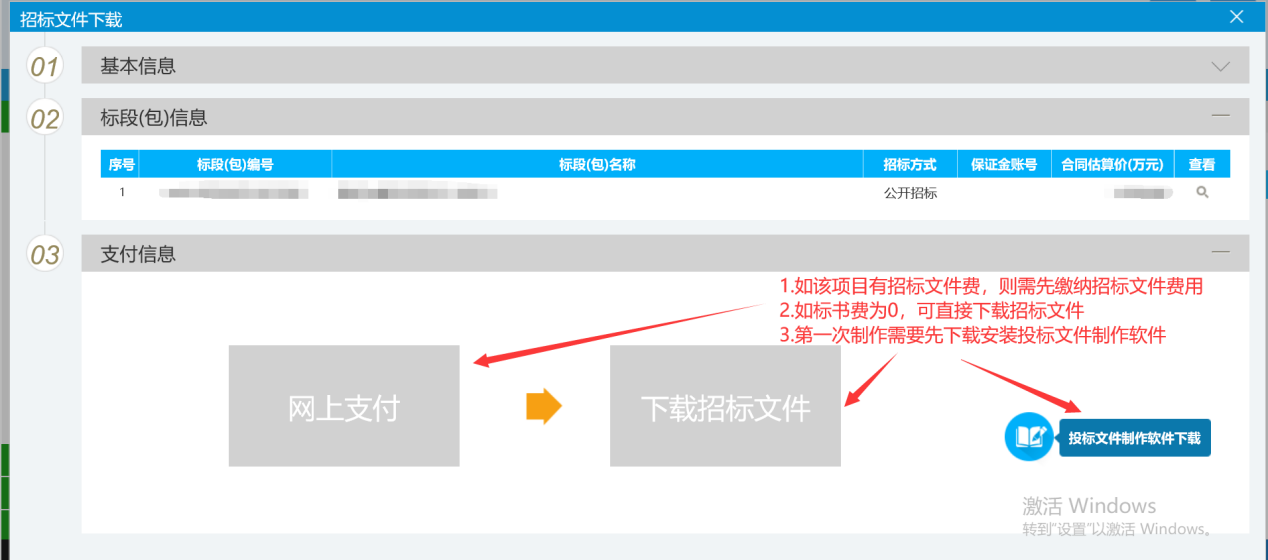 招标文件下载
01
基本信息
02
标段(包)信息
序号 标段(包)编号 标段(包)名称 招标方式 保证金账号 合同估算价(万元) 查看
1 公开招标
03
支付信息
1.如该项目有招标文件费，则需先缴纳招标文件费用
2.如标书费为0，可直接下载招标文件
3.第一次制作需要先下载安装投标文件制作软件
网上支付
下载招标文件
投标文件制作软件下载
激活 Windows
转到"设置"以激活 Windows。